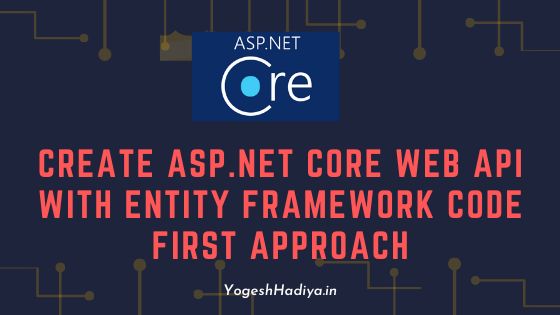 ASP.NET
Core
CREATE ASP.NET CORE WEB API
WITH ENTITY FRAMEWORK CODE
FIRST APPROACH
YogeshHadiya.in